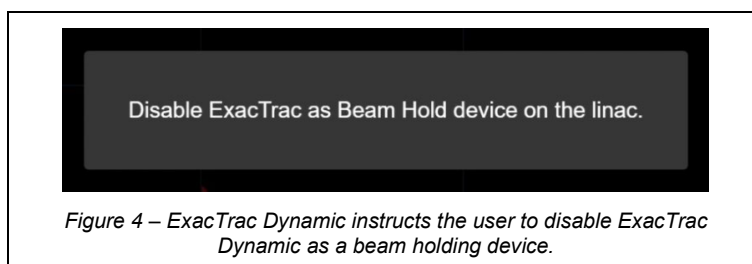 Disable ExacTrac as Beam Hold device on the linac.
Figure 4 – ExacTrac Dynamic instructs the user to disable ExacTrac
Dynamic as a beam holding device.